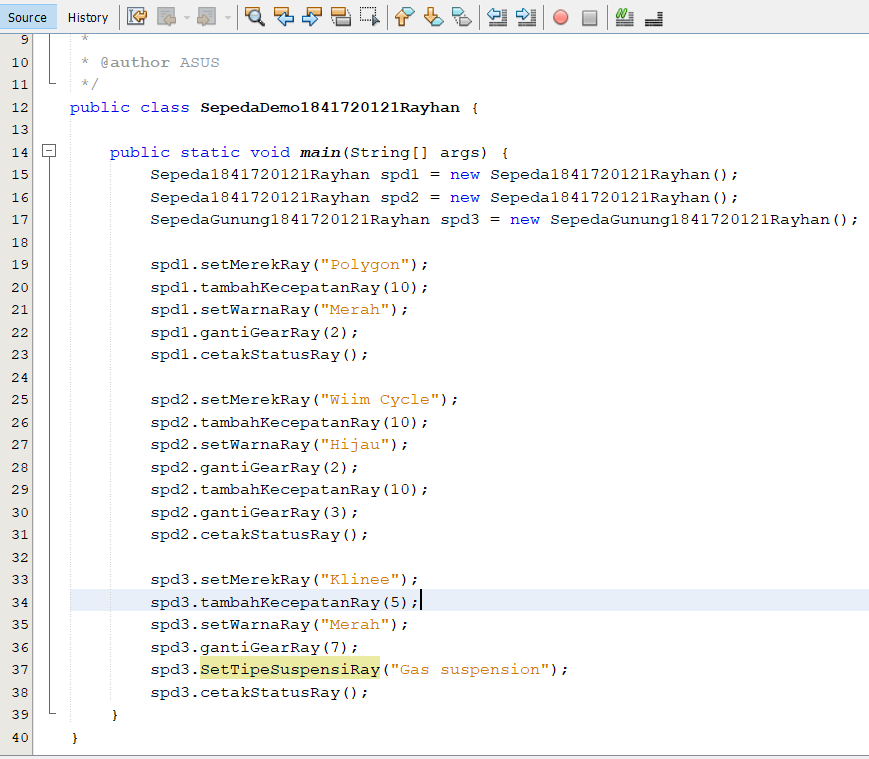 Source History
9 *
10 * @author ASUS
11 */
12 public class SepedaDemo1841720121Rayhan {
13
14 public static void main(String[] args) {
15 Sepeda1841720121Rayhan spd1 = new Sepeda1841720121Rayhan();
16 Sepeda1841720121Rayhan spd2 = new Sepeda1841720121Rayhan();
17 SepedaGunung1841720121Rayhan spd3 = new SepedaGunung1841720121Rayhan();
18
19 spd1.setMerekRay("Polygon");
20 spd1.tambahKecepatanRay(10);
21 spd1.setWarnaRay("Merah");
22 spd1.gantiGearRay(2);
23 spd1.cetakStatusRay();
24
25 spd2.setMerekRay("Wiim Cycle");
26 spd2.tambahKecepatanRay(10);
27 spd2.setWarnaRay("Hijau");
28 spd2.gantiGearRay(2);
29 spd2.tambahKecepatanRay(10);
30 spd2.gantiGearRay(3);
31 spd2.cetakStatusRay();
32
33 spd3.setMerekRay("Klinee");
34 spd3.tambahKecepatanRay(5);
35 spd3.setWarnaRay("Merah");
36 spd3.gantiGearRay(7);
37 spd3.SetTipeSuspensiRay("Gas suspension");
38 spd3.cetakStatusRay();
39 }
40 }